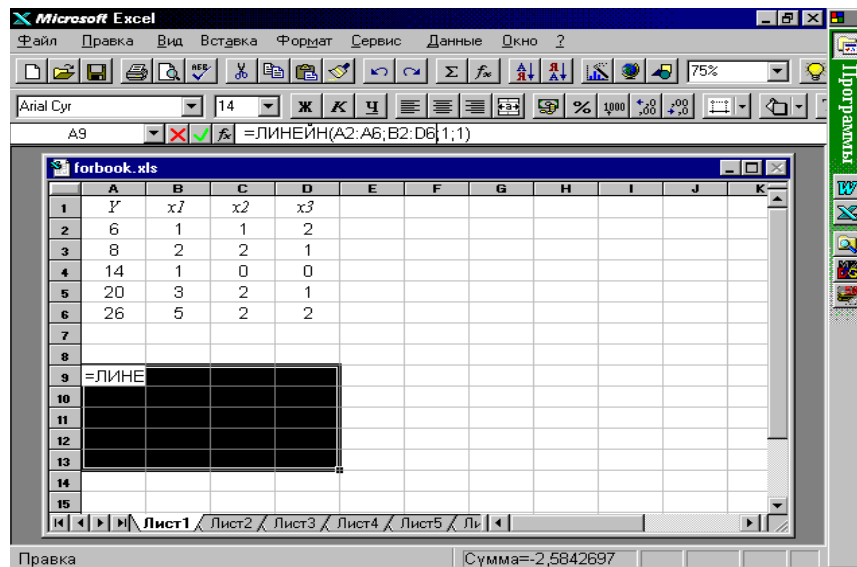 Microsoft Excel
Файл Правка Вид Вставка Формат Сервис Данные Окно ?
75%
Arial Cyr 14 Ж К Ч
A9 =ЛИНЕЙН(A2:A6;B2:D6;1;1)
forbook.xls
A B C D E F G H I J K
1 Y x1 x2 x3
2 6 1 1 2
3 8 2 2 1
4 14 1 0 0
5 20 3 2 1
6 26 5 2 2
7
8
9 =ЛИНЕ
10
11
12
13
14
15
Лист1 Лист2 Лист3 Лист4 Лист5
Правка Сумма=-2,5842697
Программы